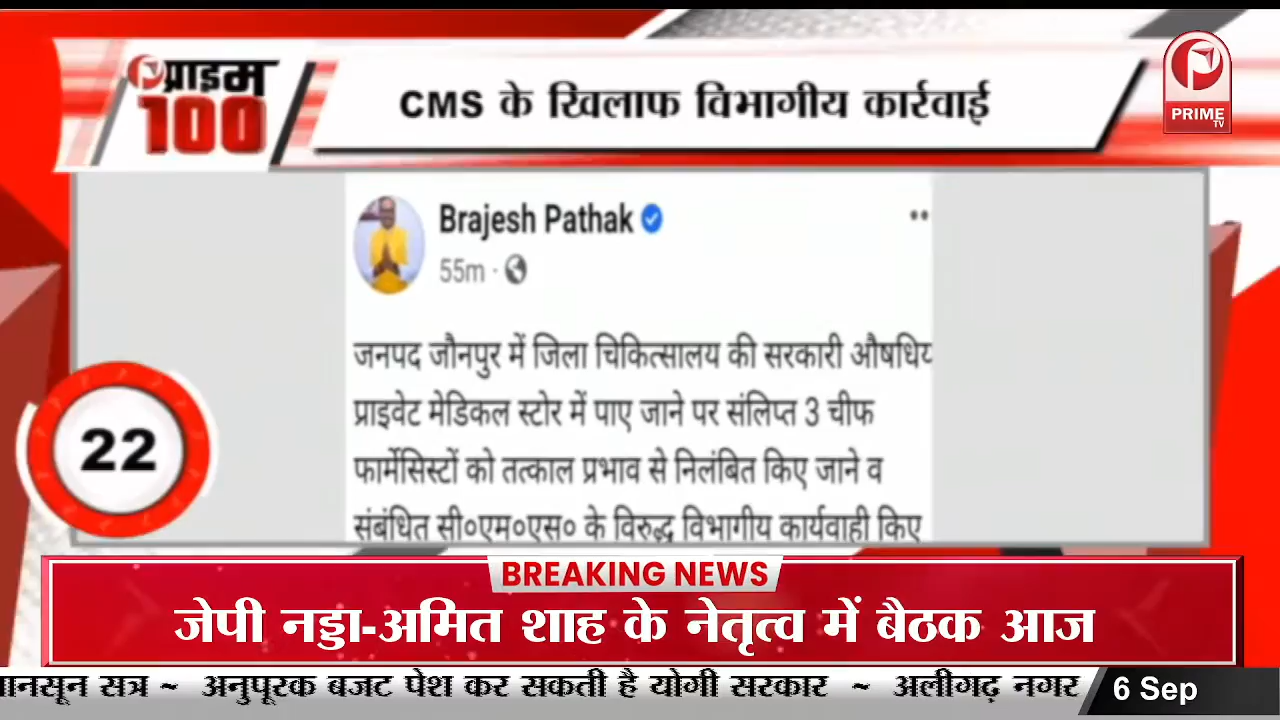 प्राइम
100
CMS के खिलाफ विभागीय कार्रवाई
PRIME
TV
Brajesh Pathak
55m
जनपद जौनपुर में जिला चिकित्सालय की सरकारी औषधिय
प्राइवेट मेडिकल स्टोर में पाए जाने पर संलिप्त 3 चीफ
फार्मेसिस्टों को तत्काल प्रभाव से निलंबित किए जाने व
संबंधित सी०एम०एस० के विरुद्ध विभागीय कार्यवाही किए
22
BREAKING NEWS
जेपी नड्डा-अमित शाह के नेतृत्व में बैठक आज
मानसून सत्र ~ अनुपूरक बजट पेश कर सकती है योगी सरकार ~ अलीगढ़ नगर
6 Sep